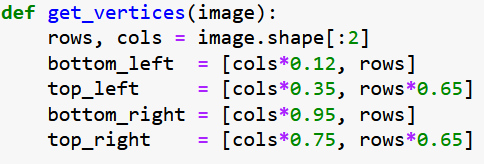 def get_vertices(image):
    rows, cols = image.shape[:2]
    bottom_left  = [cols*0.12, rows]
    top_left     = [cols*0.35, rows*0.65]
    bottom_right = [cols*0.95, rows]
    top_right    = [cols*0.75, rows*0.65]